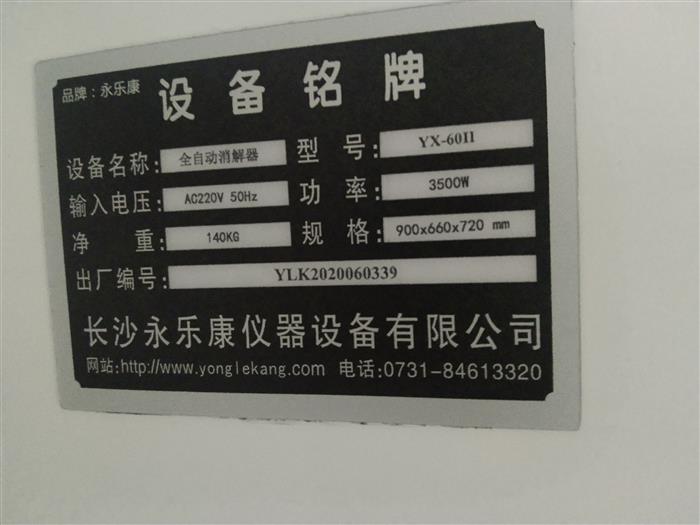 品牌：永乐康
设备铭牌
设备名称：全自动消解器 型 号：YX-60II
输入电压：AC220V 50Hz 功 率：3500W
净 重：140KG 规 格：900x660x720 mm
出厂编号：YLK2020060339
长沙永乐康仪器设备有限公司
网站:http://www.yonglekang.com 电话:0731-84613320